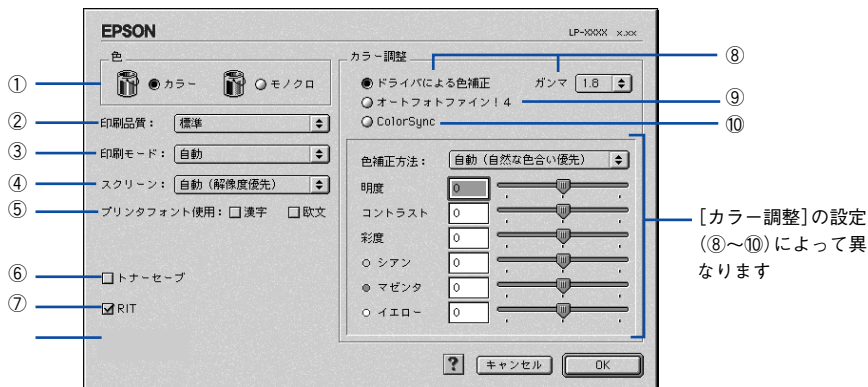 EPSON
LP-XXXX x.xx
色
カラー調整
⑧
①
カラー
モノクロ
ドライバによる色補正
ガンマ 1.8
⑨
オートフォトファイン!4
②
印刷品質: 標準
ColorSync
⑩
③
印刷モード: 自動
色補正方法: 自動(自然な色合い優先)
④
スクリーン: 自動(解像度優先)
明度 0
⑤
プリンタフォント使用: 漢字 欧文
コントラスト 0
[カラー調整]の設定
(⑧~⑩)によって異
なります
彩度 0
シアン 0
⑥
トナーセーブ
マゼンタ 0
⑦
RIT
イエロー 0
? キャンセル OK